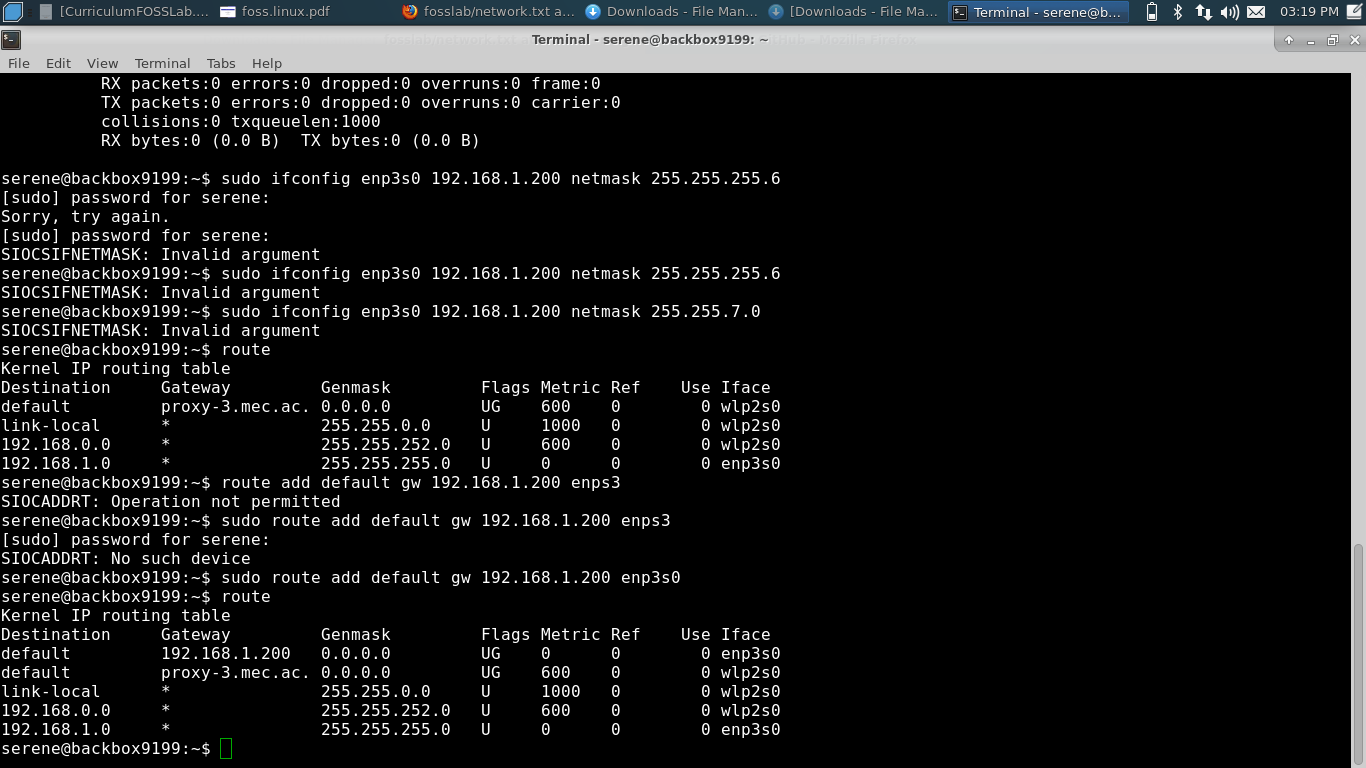 [CurriculumFOSSLab.... foss.linux.pdf fosslab/network.txt a... Downloads - File Man... [Downloads - File Ma... Terminal - serene@b... 03:19 PM
Terminal - serene@backbox9199: ~
File Edit View Terminal Tabs Help
RX packets:0 errors:0 dropped:0 overruns:0 frame:0
TX packets:0 errors:0 dropped:0 overruns:0 carrier:0
collisions:0 txqueuelen:1000
RX bytes:0 (0.0 B)  TX bytes:0 (0.0 B)
serene@backbox9199:~$ sudo ifconfig enp3s0 192.168.1.200 netmask 255.255.255.6
[sudo] password for serene:
Sorry, try again.
[sudo] password for serene:
SIOCSIFNETMASK: Invalid argument
serene@backbox9199:~$ sudo ifconfig enp3s0 192.168.1.200 netmask 255.255.255.6
SIOCSIFNETMASK: Invalid argument
serene@backbox9199:~$ sudo ifconfig enp3s0 192.168.1.200 netmask 255.255.7.0
SIOCSIFNETMASK: Invalid argument
serene@backbox9199:~$ route
Kernel IP routing table
Destination     Gateway         Genmask         Flags Metric Ref    Use Iface
default         proxy-3.mec.ac. 0.0.0.0         UG    600    0        0 wlp2s0
link-local      *               255.255.0.0     U     1000   0        0 wlp2s0
192.168.0.0     *               255.255.252.0   U     600    0        0 wlp2s0
192.168.1.0     *               255.255.255.0   U     0      0        0 enp3s0
serene@backbox9199:~$ route add default gw 192.168.1.200 enps3
SIOCADDRT: Operation not permitted
serene@backbox9199:~$ sudo route add default gw 192.168.1.200 enps3
[sudo] password for serene:
SIOCADDRT: No such device
serene@backbox9199:~$ sudo route add default gw 192.168.1.200 enp3s0
serene@backbox9199:~$ route
Kernel IP routing table
Destination     Gateway         Genmask         Flags Metric Ref    Use Iface
default         192.168.1.200   0.0.0.0         UG    0      0        0 enp3s0
default         proxy-3.mec.ac. 0.0.0.0         UG    600    0        0 wlp2s0
link-local      *               255.255.0.0     U     1000   0        0 wlp2s0
192.168.0.0     *               255.255.252.0   U     600    0        0 wlp2s0
192.168.1.0     *               255.255.255.0   U     0      0        0 enp3s0
serene@backbox9199:~$